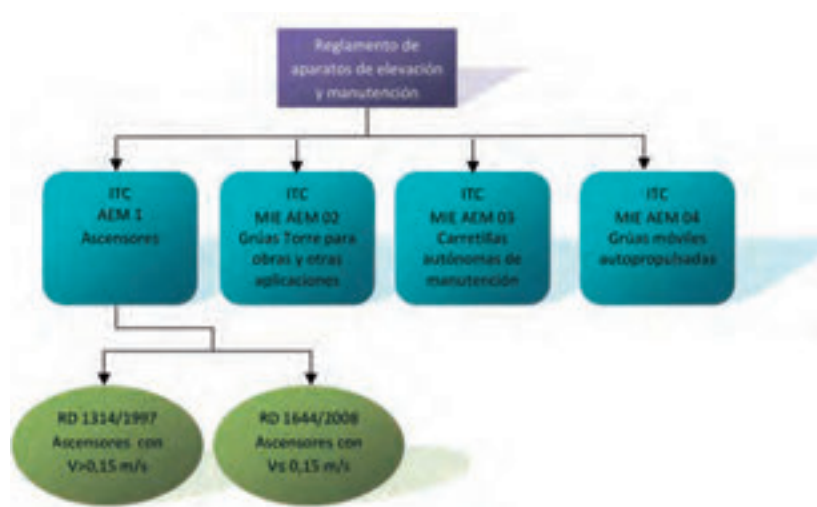 Reglamento de
aparatos de elevación
y manutención
ITC
AEM 1
Ascensores
ITC
MIE AEM 02
Grúas Torre para
obras y otras
aplicaciones
ITC
MIE AEM 03
Carretillas
autónomas de
manutención
ITC
MIE AEM 04
Grúas móviles
autopropulsadas
RD 1314/1997
Ascensores con
V>0,15 m/s
RD 1644/2008
Ascensores con
V≤ 0,15 m/s